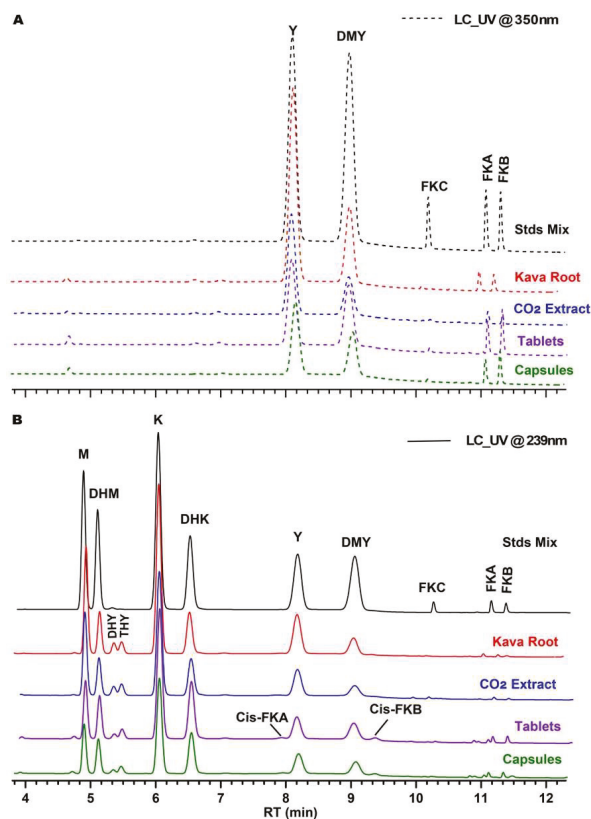 A
LC_UV @ 350nm
Y
DMY
FKC
FKA
FKB
Stds Mix
Kava Root
CO2 Extract
Tablets
Capsules
B
LC_UV @ 239nm
K
M
DHM
DHK
Y
DMY
Stds Mix
FKC
FKA
FKB
DHY
THY
Kava Root
CO2 Extract
Cis-FKA
Cis-FKB
Tablets
Capsules
4 5 6 7 8 9 10 11 12
RT (min)